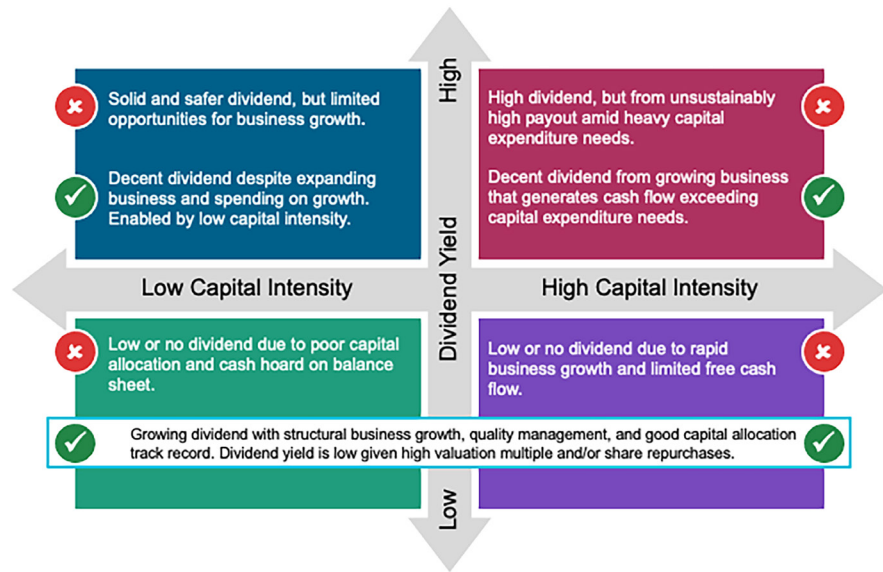 High
Solid and safer dividend, but limited
opportunities for business growth.
Decent dividend despite expanding
business and spending on growth.
Enabled by low capital intensity.
High dividend, but from unsustainably
high payout amid heavy capital
expenditure needs.
Decent dividend from growing business
that generates cash flow exceeding
capital expenditure needs.
Low Capital Intensity
Dividend Yield
High Capital Intensity
Low or no dividend due to poor capital
allocation and cash hoard on balance
sheet.
Low or no dividend due to rapid
business growth and limited free cash
flow.
Growing dividend with structural business growth, quality management, and good capital allocation
track record. Dividend yield is low given high valuation multiple and/or share repurchases.
Low